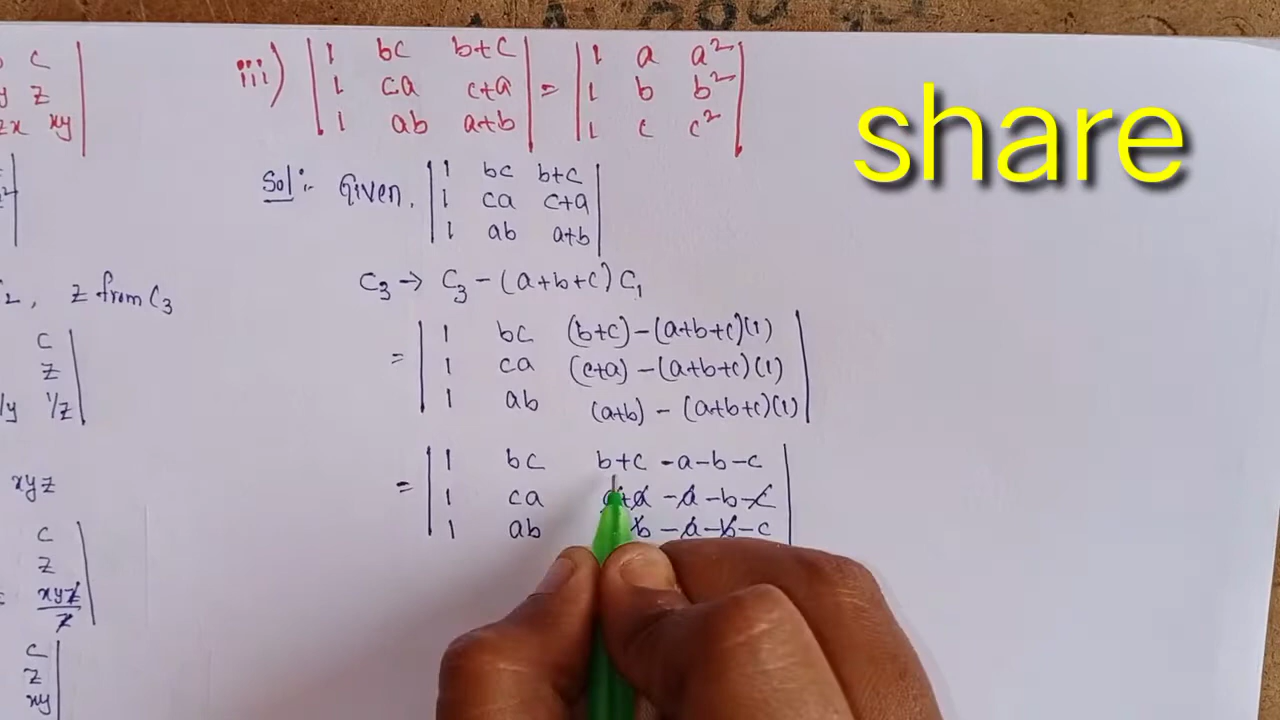 c
y z
zx xy
iii) | 1 bc b+c | = | 1 a a² |
| 1 ca c+a | | 1 b b² |
| 1 ab a+b | | 1 c c² |
share
Sol:- Given, | 1 bc b+c |
| 1 ca c+a |
| 1 ab a+b |
z from C₃
C₃ → C₃ - (a+b+c) C₁
c
z
/y 1/z
= | 1 bc (b+c) - (a+b+c)(1) |
| 1 ca (c+a) - (a+b+c)(1) |
| 1 ab (a+b) - (a+b+c)(1) |
xyz
= | 1 bc b+c -a-b-c |
| 1 ca +a -a-b-c |
| 1 ab b -a-b-c |
c
z
xyz/z
c
z
xy